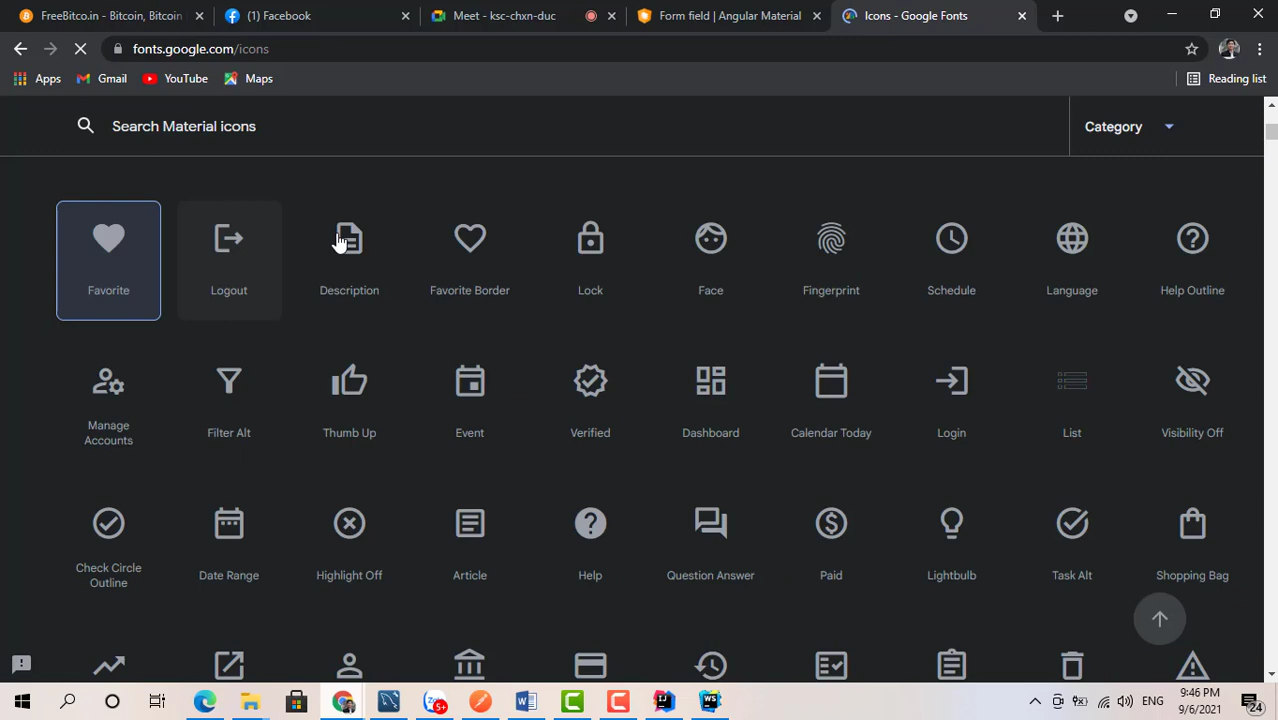 FreeBitco.in - Bitcoin, Bitcoin
(1) Facebook
Meet - ksc-chxn-duc
Form field | Angular Material
Icons - Google Fonts
fonts.google.com/icons
Apps
Gmail
YouTube
Maps
Reading list
Search Material icons
Category
Favorite
Logout
Description
Favorite Border
Lock
Face
Fingerprint
Schedule
Language
Help Outline
Manage
Accounts
Filter Alt
Thumb Up
Event
Verified
Dashboard
Calendar Today
Login
List
Visibility Off
Check Circle
Outline
Date Range
Highlight Off
Article
Help
Question Answer
Paid
Lightbulb
Task Alt
Shopping Bag
5+
ENG
9:46 PM
9/6/2021
24